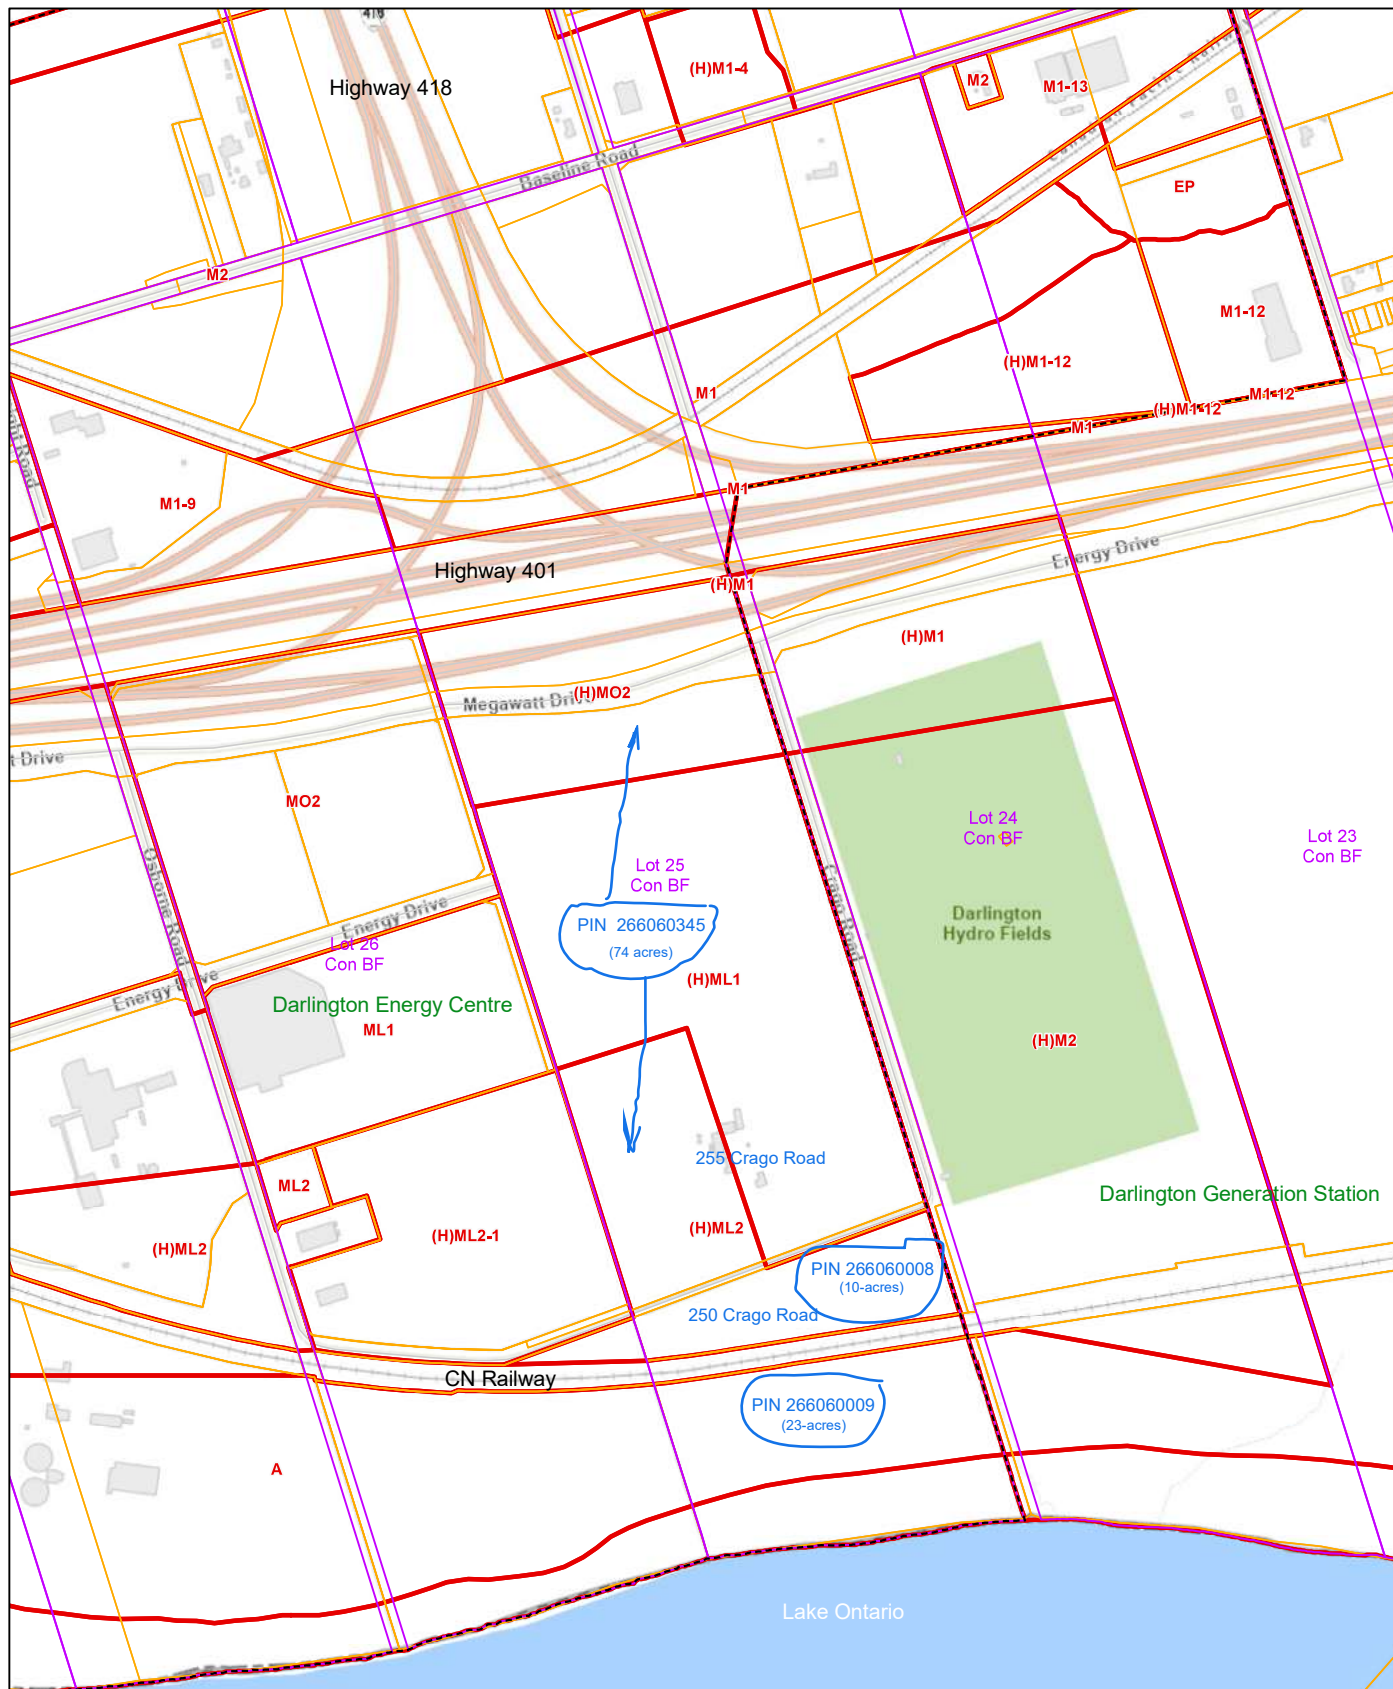 418
Highway 418
(H)M1-4
M2
M1-13
Canadian Pacific Railway
Baseline Road
EP
M2
M1-12
(H)M1-12
M1
M1-12
(H)M1-12
M1
M1-9
M1
Highway 401
Energy Drive
(H)M1
(H)M1
(H)MO2
Megawatt Drive
t Drive
MO2
Lot 24
Con BF
Lot 23
Con BF
Lot 25
Con BF
Osborne Road
Crago Road
PIN 266060345
(74 acres)
Darlington
Hydro Fields
Energy Drive
Lot 26
Con BF
Energy Drive
(H)ML1
Darlington Energy Centre
ML1
(H)M2
255 Crago Road
ML2
Darlington Generation Station
(H)ML2
(H)ML2-1
(H)ML2
PIN 266060008
(10-acres)
250 Crago Road
CN Railway
PIN 266060009
(23-acres)
A
Lake Ontario